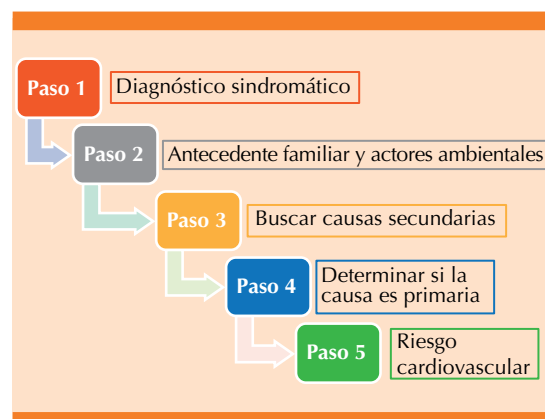 Paso 1 Diagnóstico sindromático
Paso 2 Antecedente familiar y actores ambientales
Paso 3 Buscar causas secundarias
Paso 4 Determinar si la
causa es primaria
Paso 5 Riesgo
cardiovascular